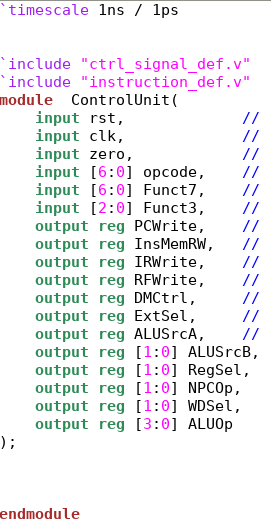 `timescale 1ns / 1ps
`include "ctrl_signal_def.v"
`include "instruction_def.v"
module  ControlUnit(
    input rst,             //
    input clk,             //
    input zero,            //
    input [6:0] opcode,    //
    input [6:0] Funct7,    //
    input [2:0] Funct3,    //
    output reg PCWrite,    //
    output reg InsMemRW,   //
    output reg IRWrite,    //
    output reg RFWrite,    //
    output reg DMCtrl,     //
    output reg ExtSel,     //
    output reg ALUSrcA,    //
    output reg [1:0] ALUSrcB,
    output reg [1:0] RegSel,
    output reg [1:0] NPCOp,
    output reg [1:0] WDSel,
    output reg [3:0] ALUOp
);
endmodule